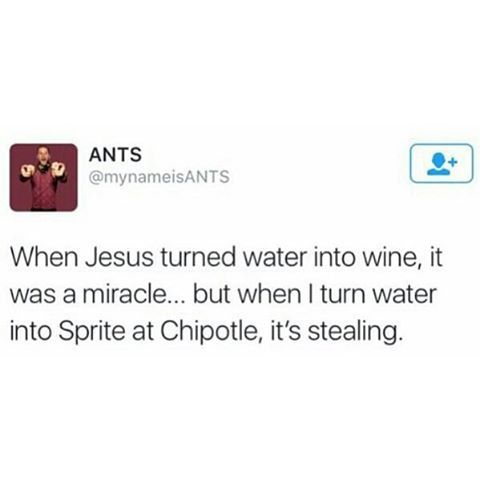 ANTS
@mynameisANTS
When Jesus turned water into wine, it
was a miracle... but when I turn water
into Sprite at Chipotle, it's stealing.